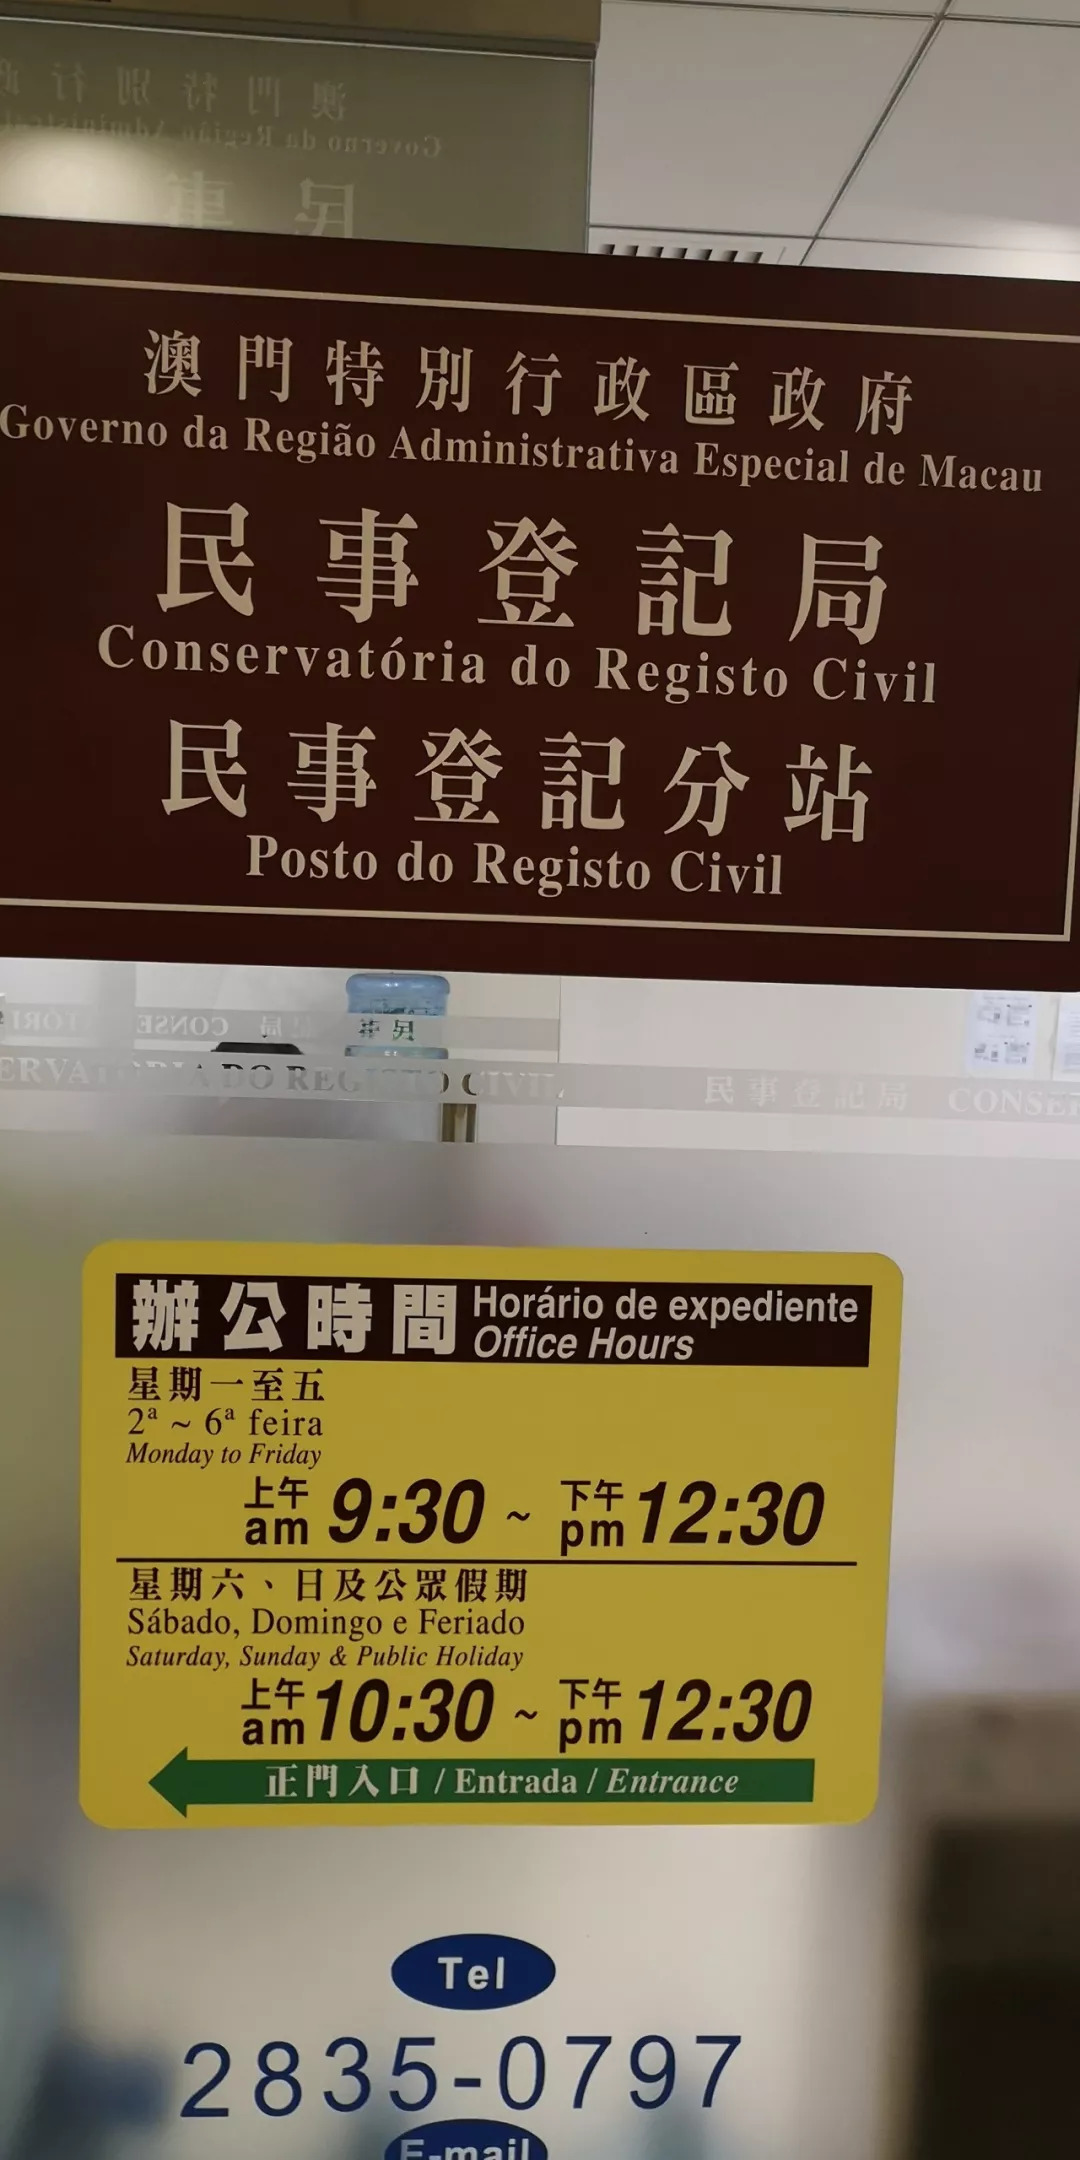 澳門特別行政區政府
Governo da Região Administrativa Especial de Macau
民事登記局
Conservatória do Registo Civil
民事登記分站
Posto do Registo Civil
民事登記局 CONSE
DO REGISTO CIVIL
辦公時間 Horário de expediente
Office Hours
星期一至五
2ª ~ 6ª feira
Monday to Friday
上午 am 9:30 ~ 下午 pm 12:30
星期六、日及公眾假期
Sábado, Domingo e Feriado
Saturday, Sunday & Public Holiday
上午 am 10:30 ~ 下午 pm 12:30
正門入口 / Entrada / Entrance
Tel
2835-0797
E-mail